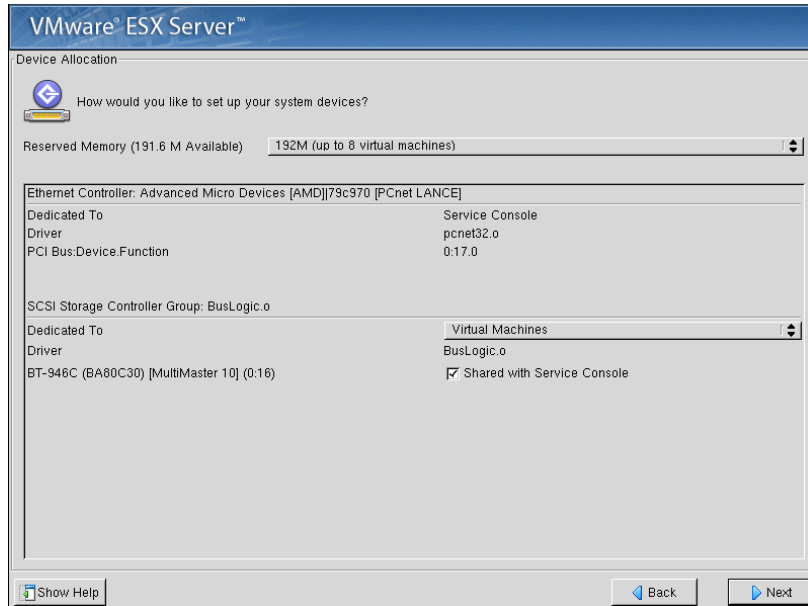 VMware® ESX Server™
Device Allocation
How would you like to set up your system devices?
Reserved Memory (191.6 M Available) 192M (up to 8 virtual machines)
Ethernet Controller: Advanced Micro Devices [AMD]|79c970 [PCnet LANCE]
Dedicated To Service Console
Driver pcnet32.o
PCI Bus:Device.Function 0:17.0
SCSI Storage Controller Group: BusLogic.o
Dedicated To Virtual Machines
Driver BusLogic.o
BT-946C (BA80C30) [MultiMaster 10] (0:16) Shared with Service Console
Show Help Back Next